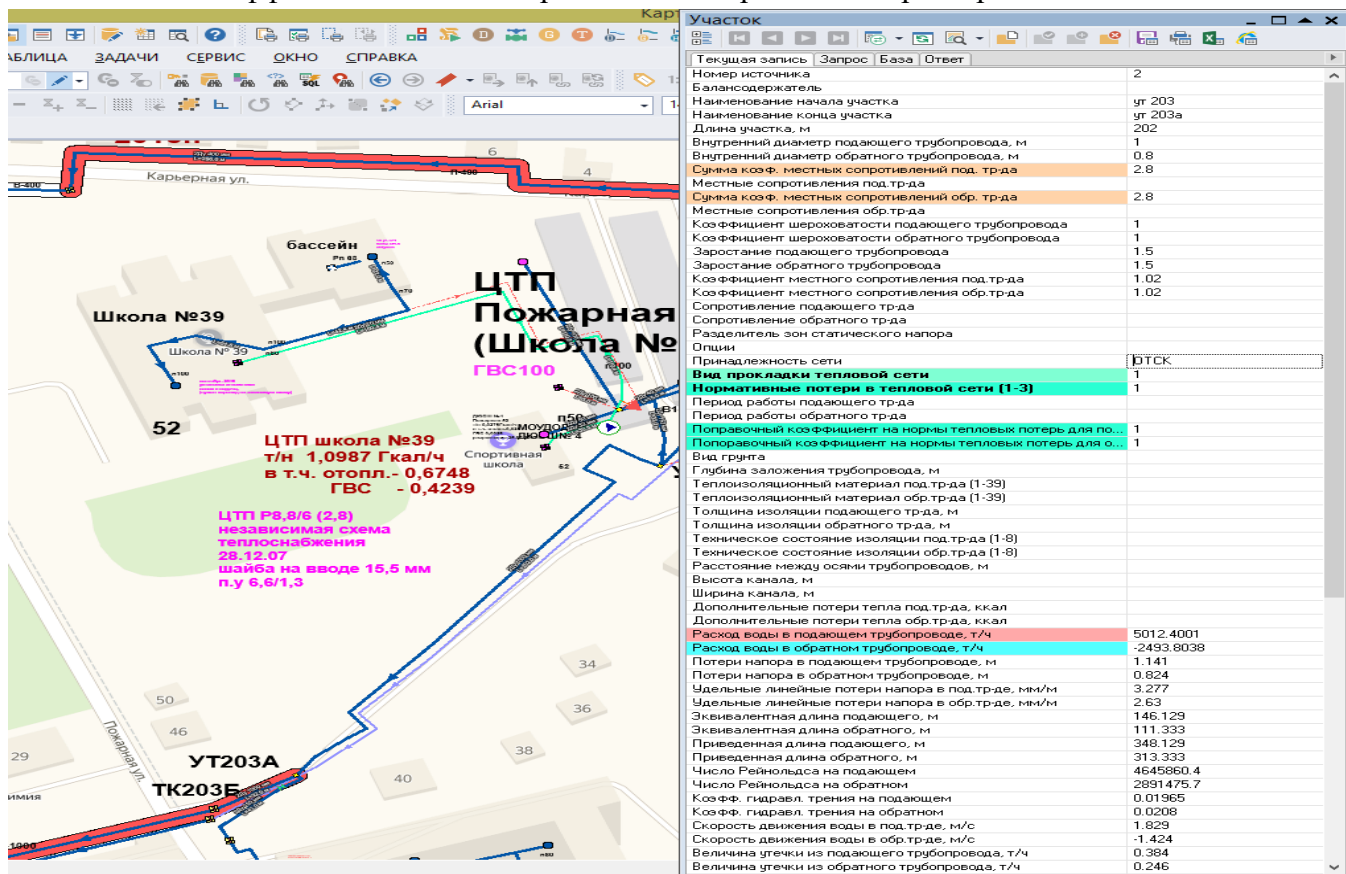 Карт
АБЛИЦА ЗАДАЧИ СЕРВИС ОКНО СПРАВКА
SQL
Arial
Карьерная ул.
В-400
П-400
6
4
бассейн
Рп 60
Школа №39
Школа № 39
52
ЦТП
Пожарная
(Школа №
ГВС100
п100
п50
В1
МОУДОД
ДЮСШ№ 4
Спортивная
школа
62
ЦТП школа №39
т/н 1,0987 Гкал/ч
в т.ч. отопл.- 0,6748
ГВС - 0,4239
ЦТП Р8,8/6 (2,8)
независимая схема
теплоснабжения
28.12.07
шайба на вводе 15,5 мм
п.у 6,6/1,3
34
36
38
40
50
46
29
Пожарная ул.
УТ203А
ТК203Б
имия
1000
Участок
Текущая запись Запрос База Ответ
Номер источника 2
Балансодержатель
Наименование начала участка ут 203
Наименование конца участка ут 203а
Длина участка, м 202
Внутренний диаметр подающего трубопровода, м 1
Внутренний диаметр обратного трубопровода, м 0.8
Сумма коэф. местных сопротивлений под. тр-да 2.8
Местные сопротивления под.тр-да
Сумма коэф. местных сопротивлений обр. тр-да 2.8
Местные сопротивления обр.тр-да
Коэффициент шероховатости подающего трубопровода 1
Коэффициент шероховатости обратного трубопровода 1
Заростание подающего трубопровода 1.5
Заростание обратного трубопровода 1.5
Коэффициент местного сопротивления под.тр-да 1.02
Коэффициент местного сопротивления обр.тр-да 1.02
Сопротивление подающего тр-да
Сопротивление обратного тр-да
Разделитель зон статического напора
Опции
Принадлежность сети ОТСК
Вид прокладки тепловой сети 1
Нормативные потери в тепловой сети (1-3) 1
Период работы подающего тр-да
Период работы обратного тр-да
Поправочный коэффициент на нормы тепловых потерь для по... 1
Попоравочный коэффициент на нормы тепловых потерь для о... 1
Вид грунта
Глубина заложения трубопровода, м
Теплоизоляционный материал под.тр-да (1-39)
Теплоизоляционный материал обр.тр-да (1-39)
Толщина изоляции подающего тр-да, м
Толщина изоляции обратного тр-да, м
Техническое состояние изоляции под.тр-да (1-8)
Техническое состояние изоляции обр.тр-да (1-8)
Расстояние между осями трубопроводов, м
Высота канала, м
Ширина канала, м
Дополнительные потери тепла под.тр-да, ккал
Дополнительные потери тепла обр.тр-да, ккал
Расход воды в подающем трубопроводе, т/ч 5012.4001
Расход воды в обратном трубопроводе, т/ч -2493.8038
Потери напора в подающем трубопроводе, м 1.141
Потери напора в обратном трубопроводе, м 0.824
Удельные линейные потери напора в под.тр-де, мм/м 3.277
Удельные линейные потери напора в обр.тр-де, мм/м 2.63
Эквивалентная длина подающего, м 146.129
Эквивалентная длина обратного, м 111.333
Приведенная длина подающего, м 348.129
Приведенная длина обратного, м 313.333
Число Рейнольдса на подающем 4645860.4
Число Рейнольдса на обратном 2891475.7
Коэфф. гидравл. трения на подающем 0.01965
Коэфф. гидравл. трения на обратном 0.0208
Скорость движения воды в под.тр-де, м/с 1.829
Скорость движения воды в обр.тр-де, м/с -1.424
Величина утечки из подающего трубопровода, т/ч 0.384
Величина утечки из обратного трубопровода, т/ч 0.246